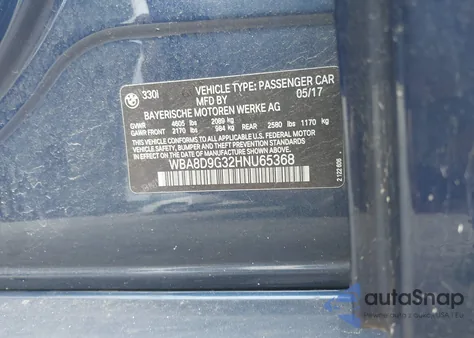 330i VEHICLE TYPE: PASSENGER CAR
MFD BY 05/17
BAYERISCHE MOTOREN WERKE AG
GVWR 4605 lbs 2089 kg
GAWR FRONT 2170 lbs 984 kg REAR 2580 lbs 1170 kg
THIS VEHICLE CONFORMS TO ALL APPLICABLE U.S. FEDERAL MOTOR
VEHICLE SAFETY, BUMPER, AND THEFT PREVENTION STANDARDS
IN EFFECT ON THE DATE OF MANUFACTURE SHOWN ABOVE.
WBA8D9G32HNU65368
autoSnap